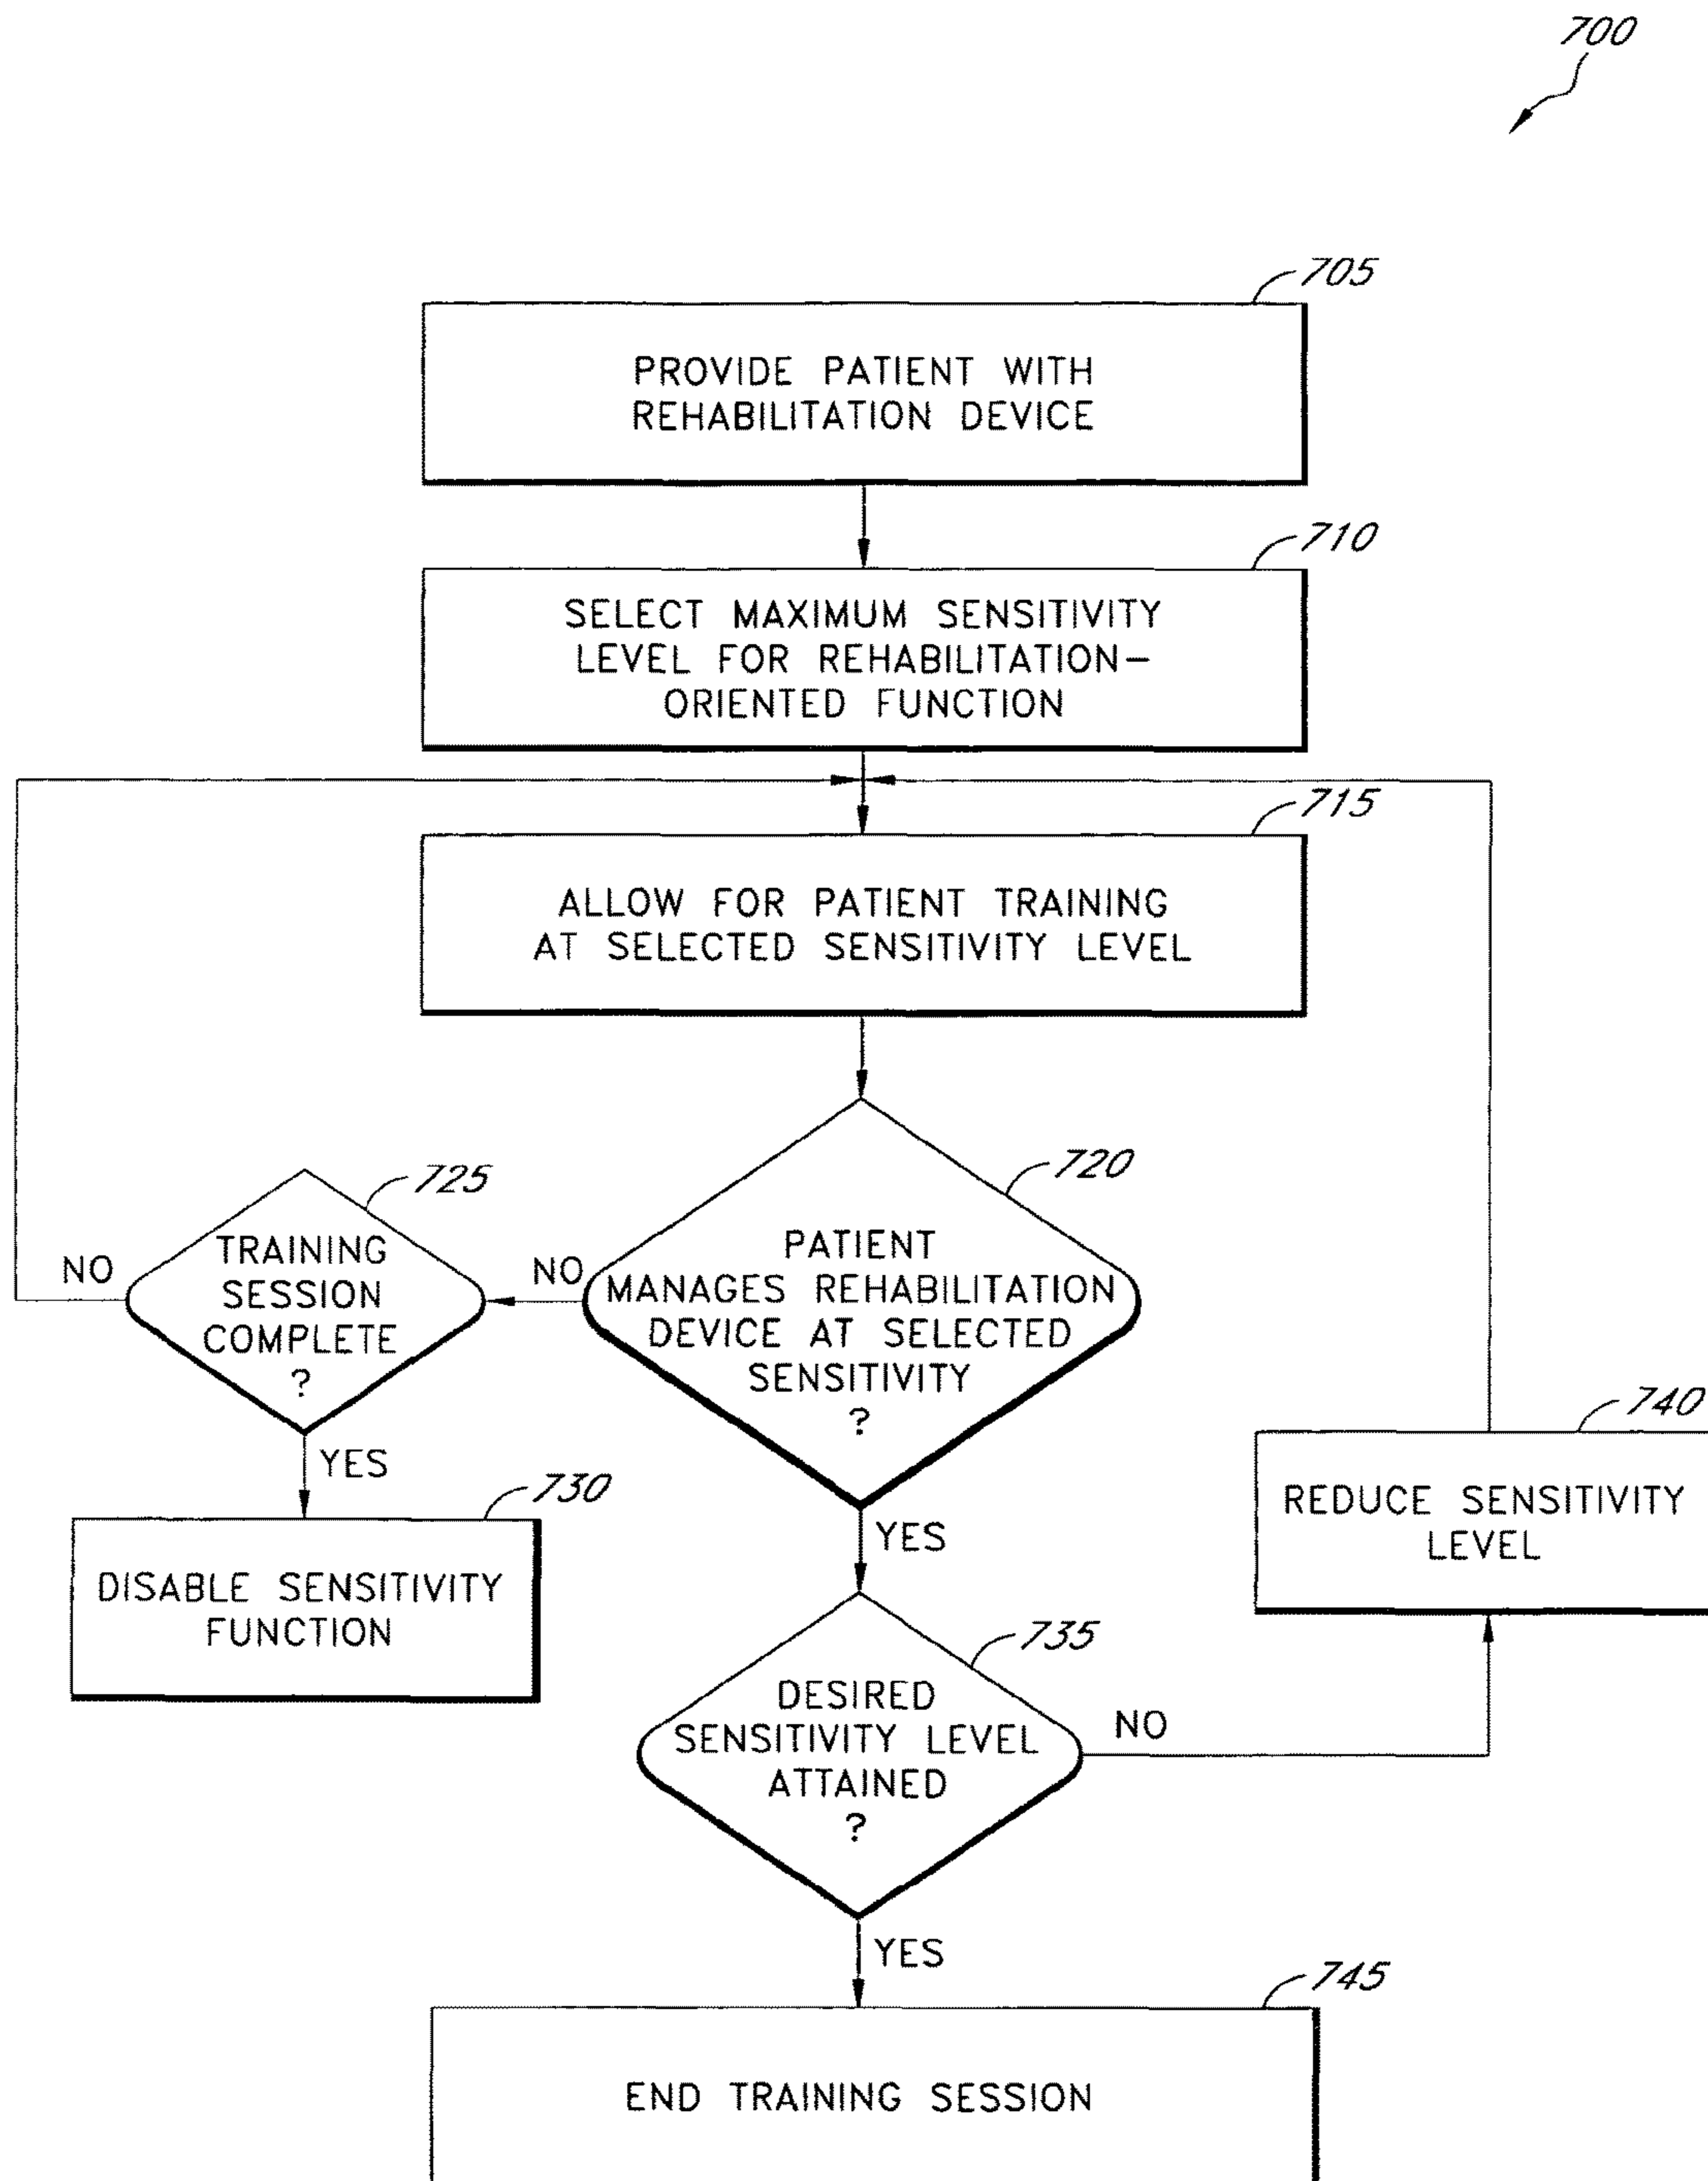 700
705
PROVIDE PATIENT WITH
REHABILITATION DEVICE
710
SELECT MAXIMUM SENSITIVITY
LEVEL FOR REHABILITATION-
ORIENTED FUNCTION
715
ALLOW FOR PATIENT TRAINING
AT SELECTED SENSITIVITY LEVEL
720
PATIENT
MANAGES REHABILITATION
DEVICE AT SELECTED
SENSITIVITY
?
NO
725
TRAINING
SESSION
COMPLETE
?
NO
YES
730
DISABLE SENSITIVITY
FUNCTION
YES
735
DESIRED
SENSITIVITY LEVEL
ATTAINED
?
NO
740
REDUCE SENSITIVITY
LEVEL
YES
745
END TRAINING SESSION